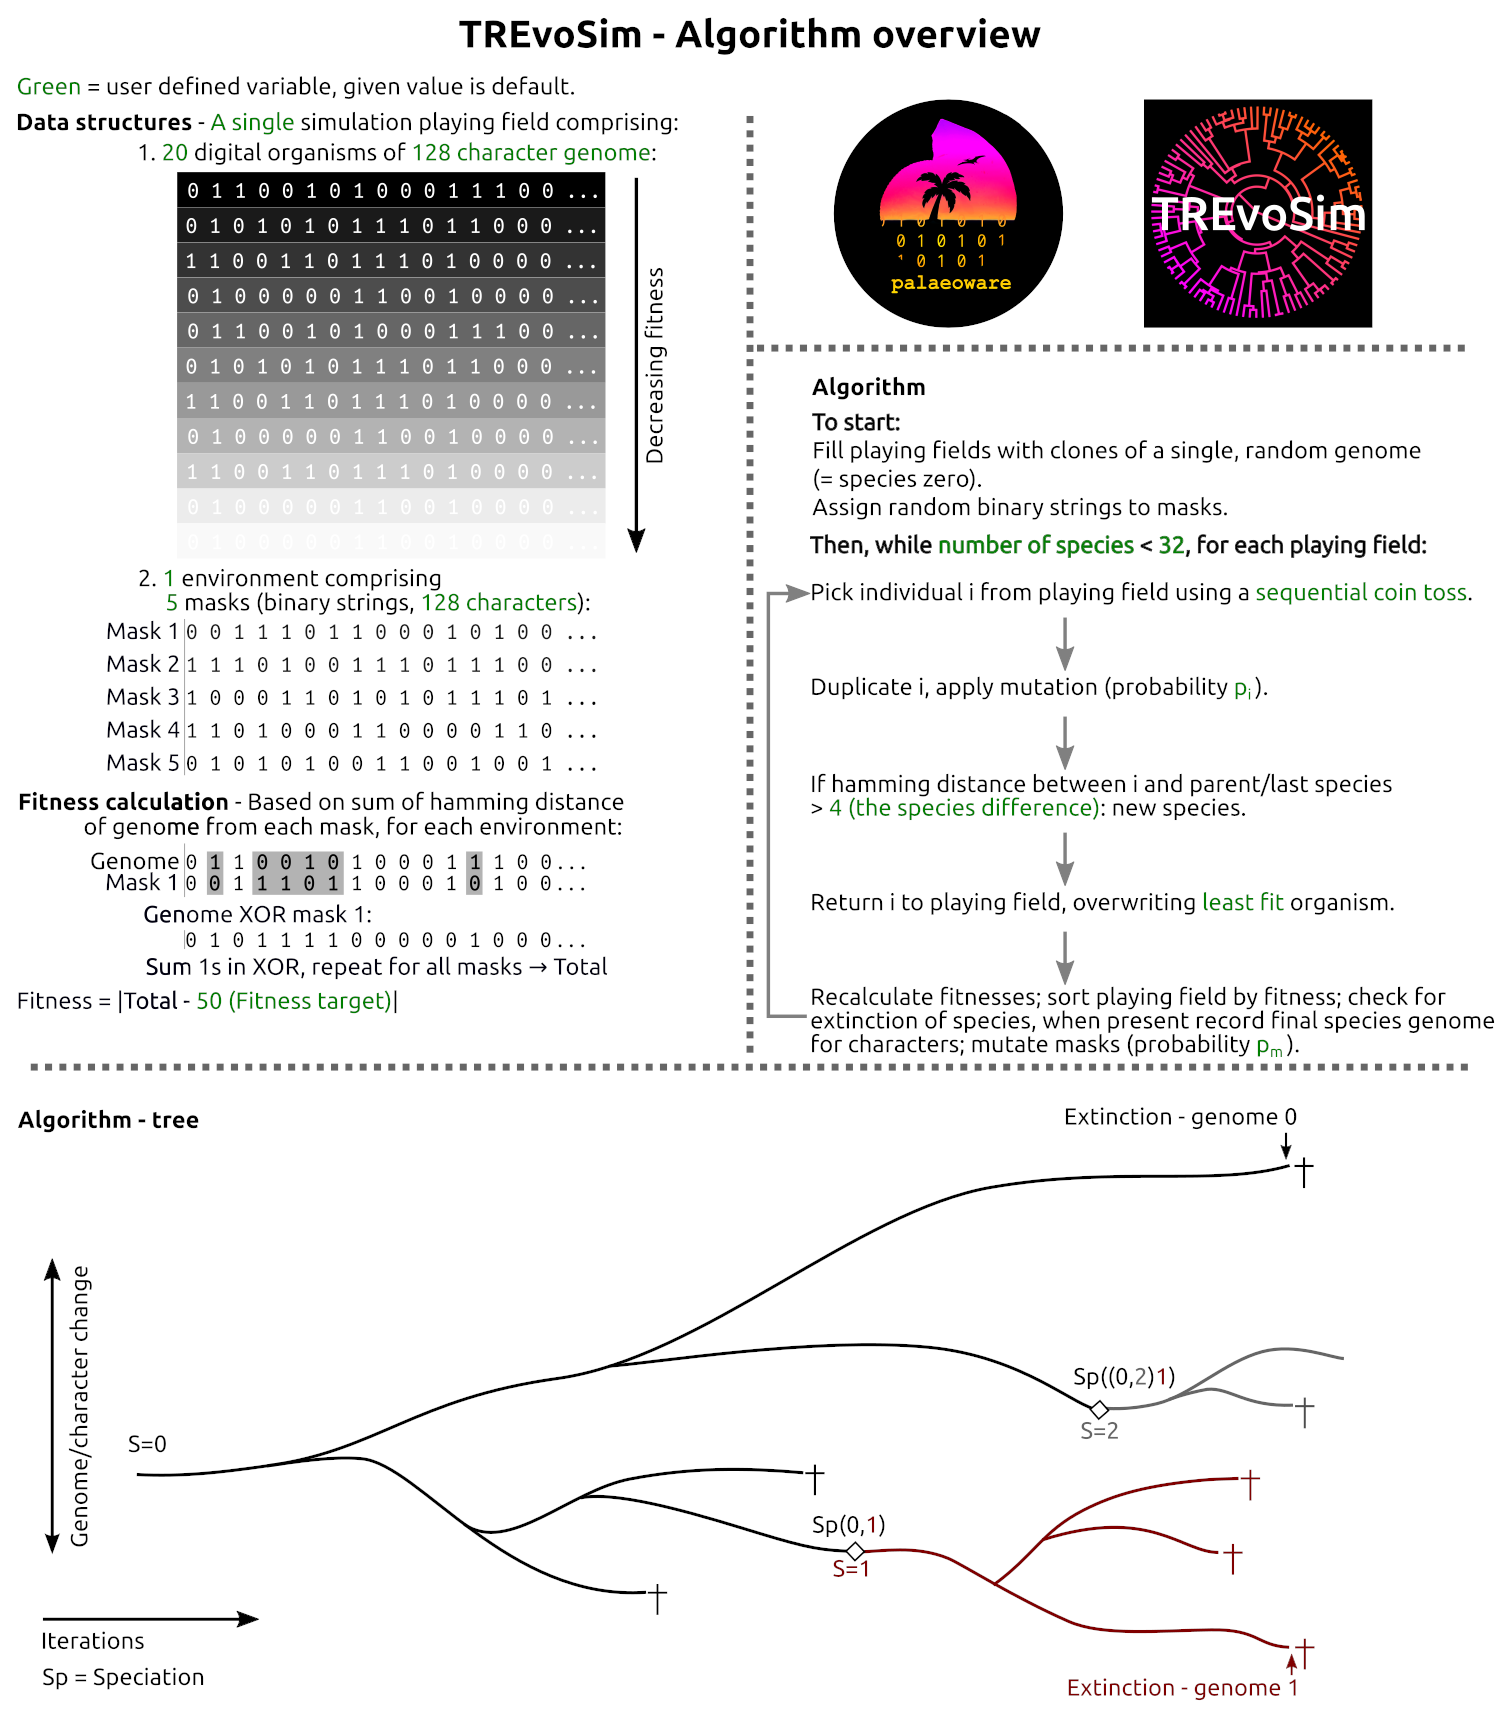 TREvoSim - Algorithm overview
Green = user defined variable, given value is default.
Data structures - A single simulation playing field comprising:
1. 20 digital organisms of 128 character genome:
0 1 1 0 0 1 0 1 0 0 0 1 1 1 0 0 ...
0 1 0 1 0 1 0 1 1 1 0 1 1 0 0 0 ...
1 1 0 0 1 1 0 1 1 1 0 1 0 0 0 0 ...
0 1 0 0 0 0 0 1 1 0 0 1 0 0 0 0 ...
0 1 1 0 0 1 0 1 0 0 0 1 1 1 0 0 ...
0 1 0 1 0 1 0 1 1 1 0 1 1 0 0 0 ...
1 1 0 0 1 1 0 1 1 1 0 1 0 0 0 0 ...
0 1 0 0 0 0 0 1 1 0 0 1 0 0 0 0 ...
1 1 0 0 1 1 0 1 1 1 0 1 0 0 0 0 ...
0 1 0 0 0 0 0 1 1 0 0 1 0 0 0 0 ...
Decreasing fitness
2. 1 environment comprising
5 masks (binary strings, 128 characters):
Mask 1 0 0 1 1 1 0 1 1 0 0 0 1 0 1 0 0 ...
Mask 2 1 1 1 0 1 0 0 1 1 1 0 1 1 1 0 0 ...
Mask 3 1 0 0 0 1 1 0 1 0 1 0 1 1 1 0 1 ...
Mask 4 1 1 0 1 0 0 0 1 1 0 0 0 0 1 1 0 ...
Mask 5 0 1 0 1 0 1 0 0 1 1 0 0 1 0 0 1 ...
Fitness calculation - Based on sum of hamming distance
of genome from each mask, for each environment:
Genome 0 1 1 0 0 1 0 1 0 0 0 1 1 1 0 0 ...
Mask 1 0 0 1 1 1 0 1 1 0 0 0 1 0 1 0 0 ...
Genome XOR mask 1:
0 1 0 1 1 1 1 0 0 0 0 0 1 0 0 0 ...
Sum 1s in XOR, repeat for all masks → Total
Fitness = |Total - 50 (Fitness target)|
0 1 0 1 0 1
1 0 1 0 1
palaeoware
TREvoSim
Algorithm
To start:
Fill playing fields with clones of a single, random genome
(= species zero).
Assign random binary strings to masks.
Then, while number of species < 32, for each playing field:
Pick individual i from playing field using a sequential coin toss.
Duplicate i, apply mutation (probability pi).
If hamming distance between i and parent/last species
> 4 (the species difference): new species.
Return i to playing field, overwriting least fit organism.
Recalculate fitnesses; sort playing field by fitness; check for
extinction of species, when present record final species genome
for characters; mutate masks (probability pm).
Algorithm - tree
Extinction - genome 0
Genome/character change
S=0
Sp((0,2)1)
S=2
Sp(0,1)
S=1
Iterations
Sp = Speciation
Extinction - genome 1